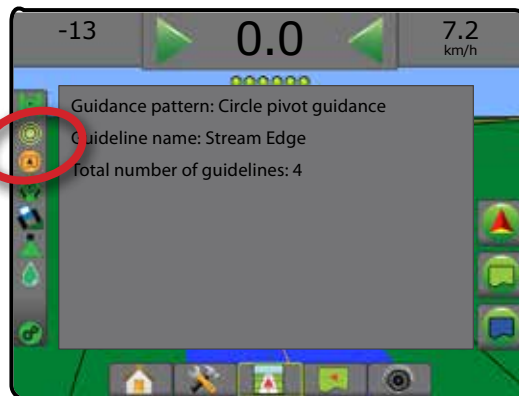 -13
0.0
7.2
km/h
Guidance pattern: Circle pivot guidance
Guideline name: Stream Edge
Total number of guidelines: 4